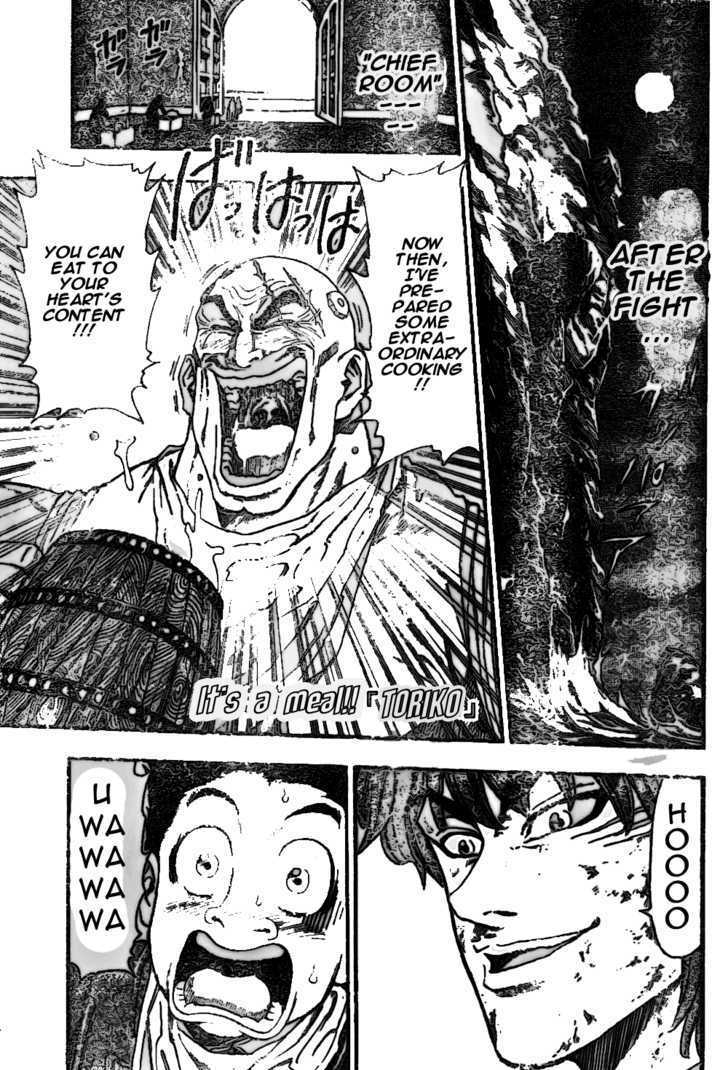 AFTER
THE
FIGHT
...
"CHIEF
ROOM"
ガラ
ガラ
ばっはっは
NOW
THEN,
I'VE
PRE-
PARED
SOME
EXTRA-
ORDINARY
COOKING
!!
YOU CAN
EAT TO
YOUR
HEART'S
CONTENT
!!!
It's a meal!! 『TORIKO』
HOOOO
U
WA
WA
WA
WA